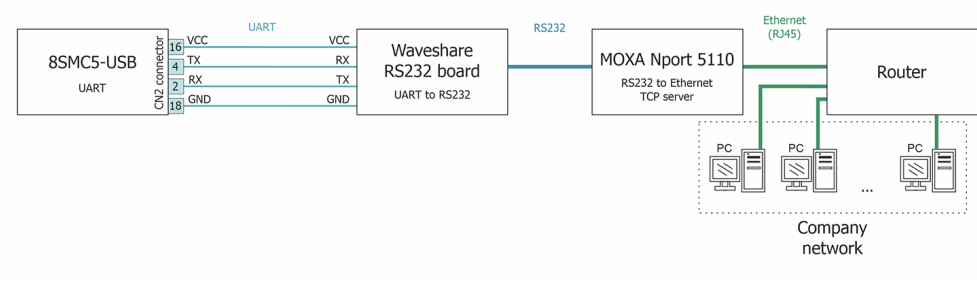 8SMC5-USB
UART
CN2 connector
16
4
2
18
VCC
TX
RX
GND
UART
VCC
RX
TX
GND
Waveshare
RS232 board
UART to RS232
RS232
MOXA Nport 5110
RS232 to Ethernet
TCP server
Ethernet
(RJ45)
Router
PC
PC
PC
...
Company
network